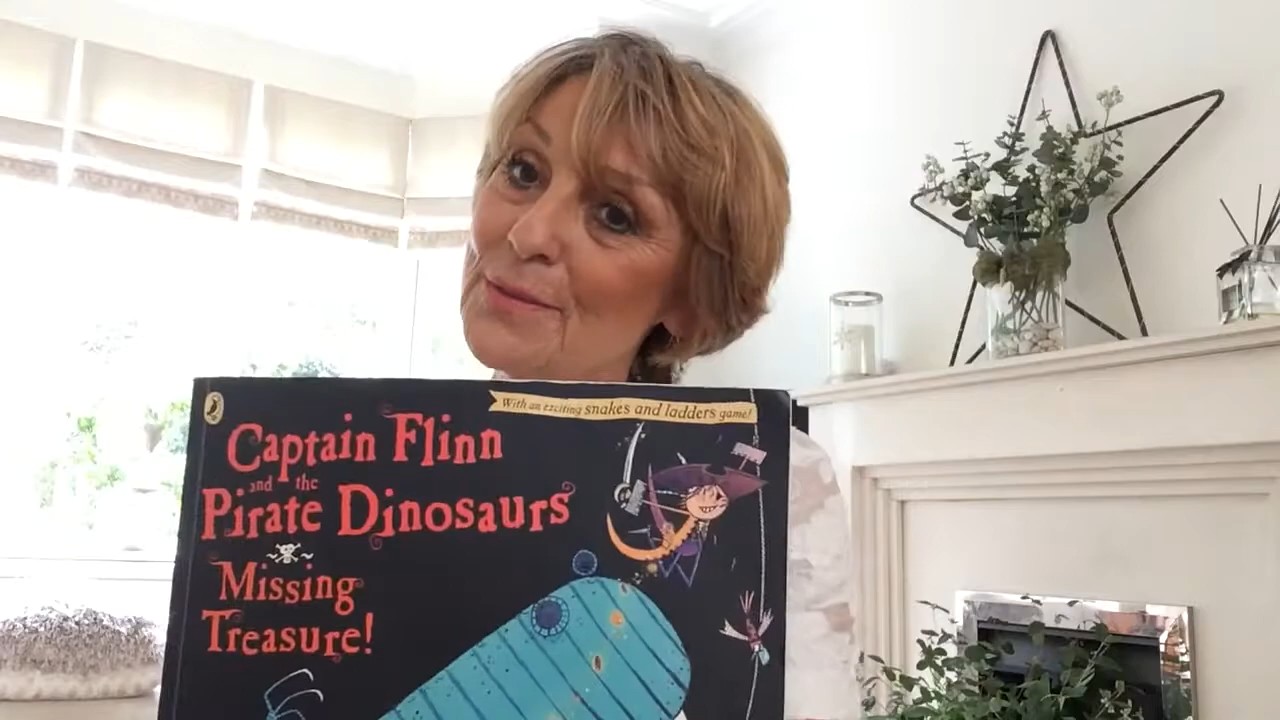 With an exciting snakes and ladders game!
Captain Flinn
and the
Pirate Dinosaurs
Missing
Treasure!